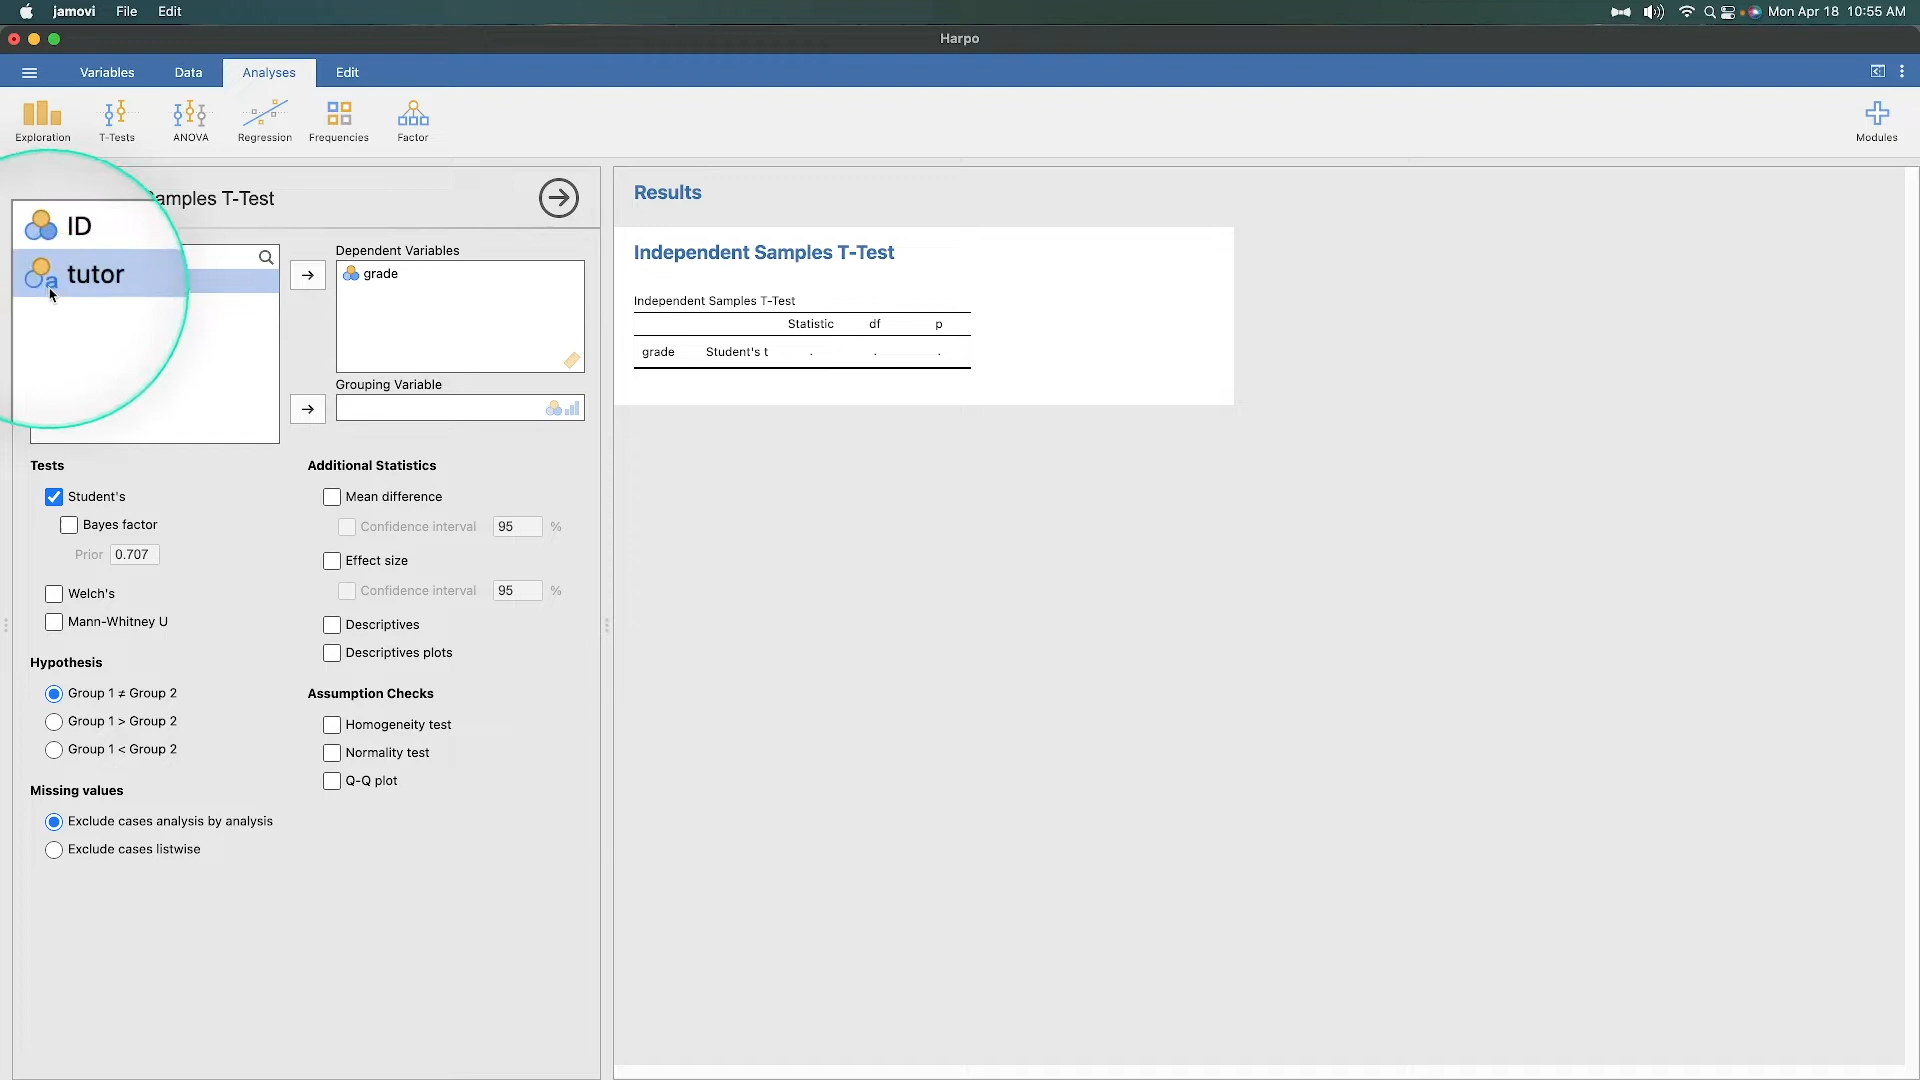 jamovi File Edit Mon Apr 18 10:55 AM
Harpo
Variables Data Analyses Edit
Exploration T-Tests ANOVA Regression Frequencies Factor Modules
amples T-Test
ID
tutor
a
Dependent Variables
grade
Grouping Variable
Tests
Student's
Bayes factor
Prior 0.707
Welch's
Mann-Whitney U
Hypothesis
Group 1 ≠ Group 2
Group 1 > Group 2
Group 1 < Group 2
Missing values
Exclude cases analysis by analysis
Exclude cases listwise
Additional Statistics
Mean difference
Confidence interval 95 %
Effect size
Confidence interval 95 %
Descriptives
Descriptives plots
Assumption Checks
Homogeneity test
Normality test
Q-Q plot
Results
Independent Samples T-Test
Independent Samples T-Test
Statistic df p
grade Student's t . . .